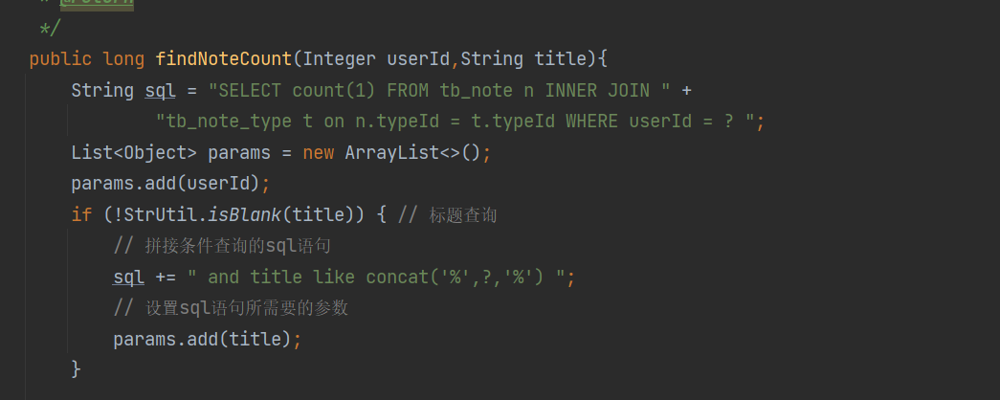 * @return
*/
public long findNoteCount(Integer userId,String title){
String sql = "SELECT count(1) FROM tb_note n INNER JOIN " +
"tb_note_type t on n.typeId = t.typeId WHERE userId = ? ";
List<Object> params = new ArrayList<>();
params.add(userId);
if (!StrUtil.isBlank(title)) { // 标题查询
// 拼接条件查询的sql语句
sql += " and title like concat('%',?,'%') ";
// 设置sql语句所需要的参数
params.add(title);
}